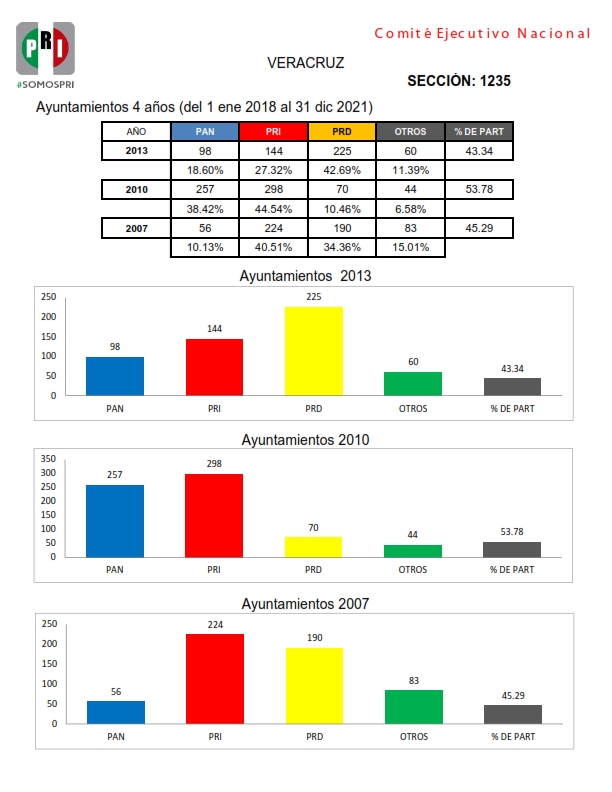 PRI
#SOMOSPRI
Comité Ejecutivo Nacional
VERACRUZ
SECCIÓN: 1235
Ayuntamientos 4 años (del 1 ene 2018 al 31 dic 2021)
AÑO PAN PRI PRD OTROS % DE PART
2013 98 144 225 60 43.34
18.60% 27.32% 42.69% 11.39%
2010 257 298 70 44 53.78
38.42% 44.54% 10.46% 6.58%
2007 56 224 190 83 45.29
10.13% 40.51% 34.36% 15.01%
Ayuntamientos 2013
250
200
150
100
50
0
98 144 225 60 43.34
PAN PRI PRD OTROS % DE PART
Ayuntamientos 2010
350
300
250
200
150
100
50
0
257 298 70 44 53.78
PAN PRI PRD OTROS % DE PART
Ayuntamientos 2007
250
200
150
100
50
0
56 224 190 83 45.29
PAN PRI PRD OTROS % DE PART